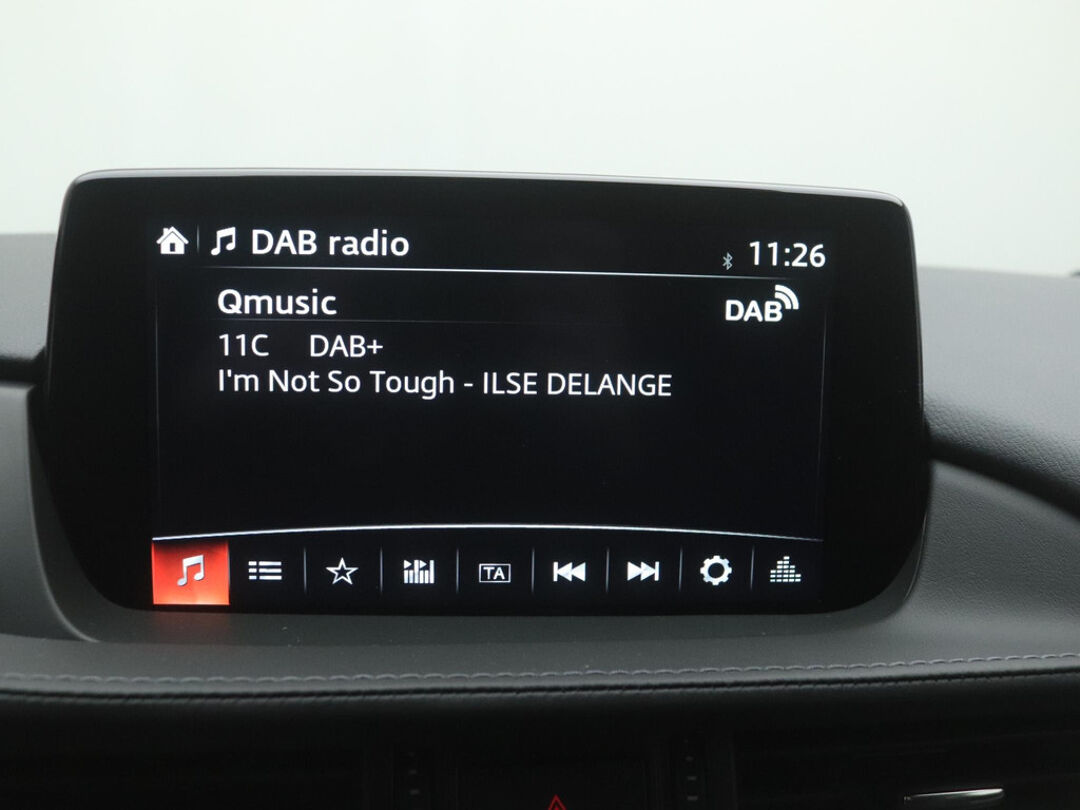 DAB radio
11:26
Qmusic
DAB
11C DAB+
I'm Not So Tough - ILSE DELANGE
TA